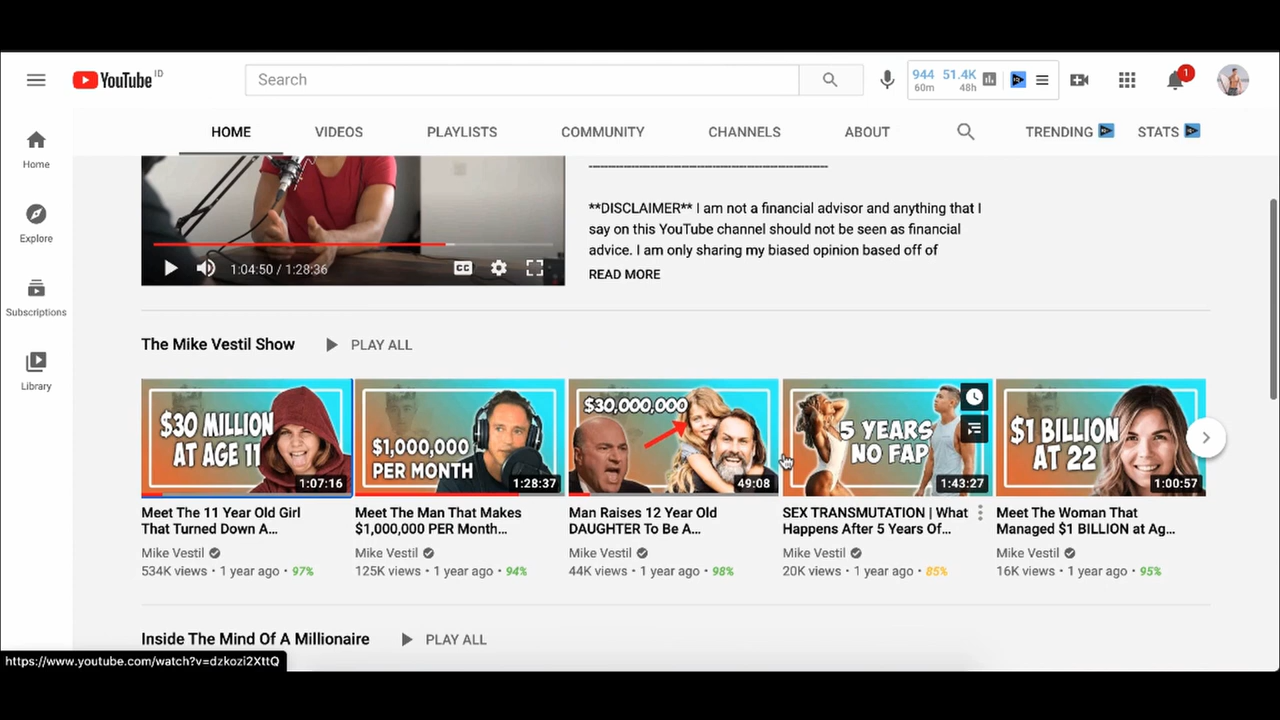 YouTube ID
Search
944 51.4K
60m 48h
1
HOME VIDEOS PLAYLISTS COMMUNITY CHANNELS ABOUT TRENDING STATS
Home
Explore
Subscriptions
Library
1:04:50 / 1:28:36
CC
**DISCLAIMER** I am not a financial advisor and anything that I
say on this YouTube channel should not be seen as financial
advice. I am only sharing my biased opinion based off of
READ MORE
The Mike Vestil Show PLAY ALL
$30 MILLION
AT AGE 11
1:07:16
Meet The 11 Year Old Girl
That Turned Down A...
Mike Vestil
534K views • 1 year ago • 97%
$1,000,000
PER MONTH
1:28:37
Meet The Man That Makes
$1,000,000 PER Month...
Mike Vestil
125K views • 1 year ago • 94%
$30,000,000
49:08
Man Raises 12 Year Old
DAUGHTER To Be A...
Mike Vestil
44K views • 1 year ago • 98%
5 YEARS
NO FAP
1:43:27
SEX TRANSMUTATION | What
Happens After 5 Years Of...
Mike Vestil
20K views • 1 year ago • 85%
$1 BILLION
AT 22
1:00:57
Meet The Woman That
Managed $1 BILLION at Ag...
Mike Vestil
16K views • 1 year ago • 95%
Inside The Mind Of A Millionaire PLAY ALL
https://www.youtube.com/watch?v=dzkozi2XttQ